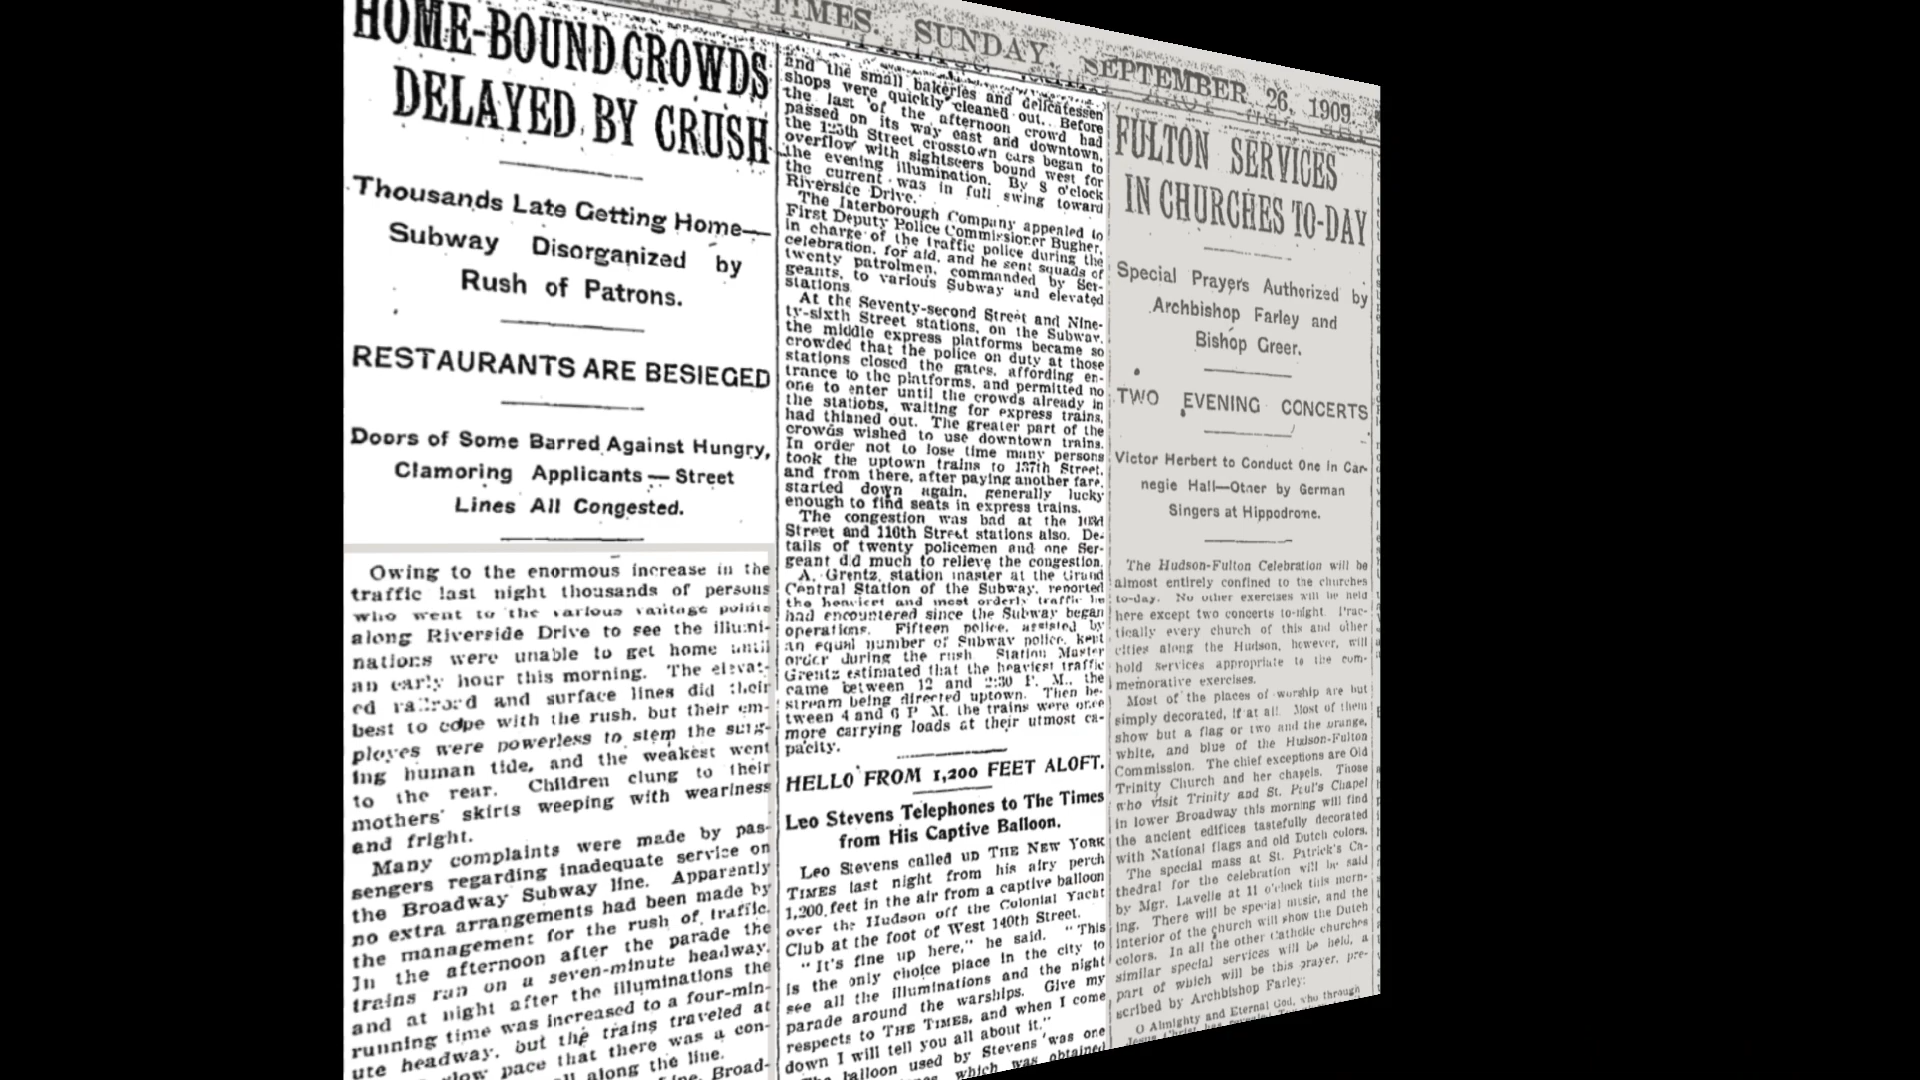 TIMES. SUNDAY. SEPTEMBER 26, 1909.
HOME-BOUND CROWDS
DELAYED BY CRUSH
Thousands Late Getting Home—
Subway Disorganized by
Rush of Patrons.
RESTAURANTS ARE BESIEGED
Doors of Some Barred Against Hungry,
Clamoring Applicants — Street
Lines All Congested.
Owing to the enormous increase in the
traffic last night thousands of persons
who went to the various vantage points
along Riverside Drive to see the illumi-
nations were unable to get home until
an early hour this morning. The elevat-
ed railroad and surface lines did their
best to cope with the rush, but their em-
ployes were powerless to stem the surg-
ing human tide, and the weakest went
to the rear. Children clung to their
mothers' skirts weeping with weariness
and fright.
Many complaints were made by pas-
sengers regarding inadequate service on
the Broadway Subway line. Apparently
no extra arrangements had been made by
the management for the rush of traffic.
In the afternoon after the parade the
trains ran on a seven-minute headway.
and at night after the illuminations the
running time was increased to a four-min-
ute headway, but the trains traveled at
slow pace that there was a con-
all along the line.
Broad-
and the small bakeries and delicatessen
shops were quickly cleaned out. Before
the last of the afternoon crowd had
passed on its way east and downtown,
the 125th Street crosstown cars began to
overflow with sightseers bound west for
the evening illumination. By 8 o'clock
the current was in full swing toward
Riverside Drive.
The Interborough Company appealed to
First Deputy Police Commissioner Bugher,
in charge of the traffic police during the
celebration, for aid, and he sent squads of
twenty patrolmen, commanded by Ser-
geants, to various Subway and elevated
stations.
At the Seventy-second Street and Nine-
ty-sixth Street stations, on the Subway,
the middle express platforms became so
crowded that the police on duty at those
stations closed the gates, affording en-
trance to the platforms, and permitted no
one to enter until the crowds already in
the stations, waiting for express trains,
had thinned out. The greater part of the
crowds wished to use downtown trains.
In order not to lose time many persons
took the uptown trains to 137th Street,
and from there, after paying another fare,
started down again, generally lucky
enough to find seats in express trains.
The congestion was bad at the 103d
Street and 116th Street stations also. De-
tails of twenty policemen and one Ser-
geant did much to relieve the congestion.
A. Grentz, station master at the Grand
Central Station of the Subway, reported
the heaviest and most orderly traffic he
had encountered since the Subway began
operations. Fifteen police, assisted by
an equal number of Subway police, kept
order during the rush Station Master
Grentz estimated that the heaviest traffic
came between 12 and 2:30 P. M., the
stream being directed uptown. Then be-
tween 4 and 6 P. M. the trains were once
more carrying loads at their utmost ca-
pacity.
HELLO FROM 1,200 FEET ALOFT.
Leo Stevens Telephones to The Times
from His Captive Balloon.
Leo Stevens called up THE NEW YORK
TIMES last night from his airy perch
1,200 feet in the air from a captive balloon
over the Hudson off the Colonial Yacht
Club at the foot of West 140th Street.
"It's fine up here," he said. "This
is the only choice place in the city to
see all the illuminations and the night
parade around the warships. Give my
respects to THE TIMES, and when I come
down I will tell you all about it."
The balloon used by Stevens was one
which was obtained
FULTON SERVICES
IN CHURCHES TO-DAY
Special Prayers Authorized by
Archbishop Farley and
Bishop Greer.
TWO EVENING CONCERTS
Victor Herbert to Conduct One in Car-
negie Hall—Other by German
Singers at Hippodrome.
The Hudson-Fulton Celebration will be
almost entirely confined to the churches
to-day. No other exercises will be held
here except two concerts to-night. Prac-
tically every church of this and other
cities along the Hudson, however, will
hold services appropriate to the com-
memorative exercises.
Most of the places of worship are but
simply decorated, if at all. Most of them
show but a flag or two and the orange,
white, and blue of the Hudson-Fulton
Commission. The chief exceptions are Old
Trinity Church and her chapels. Those
who visit Trinity and St. Paul's Chapel
in lower Broadway this morning will find
the ancient edifices tastefully decorated
with National flags and old Dutch colors.
The special mass at St. Patrick's Ca-
thedral for the celebration will be said
by Mgr. Lavelle at 11 o'clock this morn-
ing. There will be special music, and the
interior of the church will show the Dutch
colors. In all the other Catholic churches
similar special services will be held, a
part of which will be this prayer, pre-
scribed by Archbishop Farley:
O Almighty and Eternal God, who through